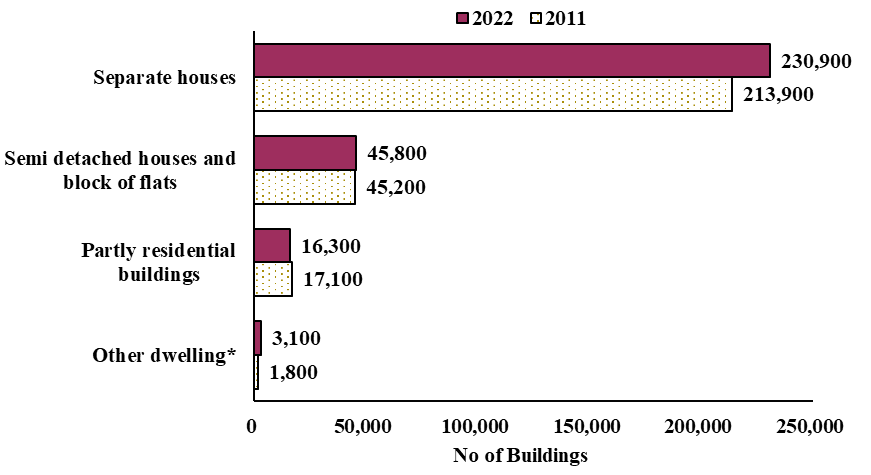 2022 2011
Separate houses
230,900
213,900
Semi detached houses and
block of flats
45,800
45,200
Partly residential
buildings
16,300
17,100
Other dwelling*
3,100
1,800
0 50,000 100,000 150,000 200,000 250,000
No of Buildings